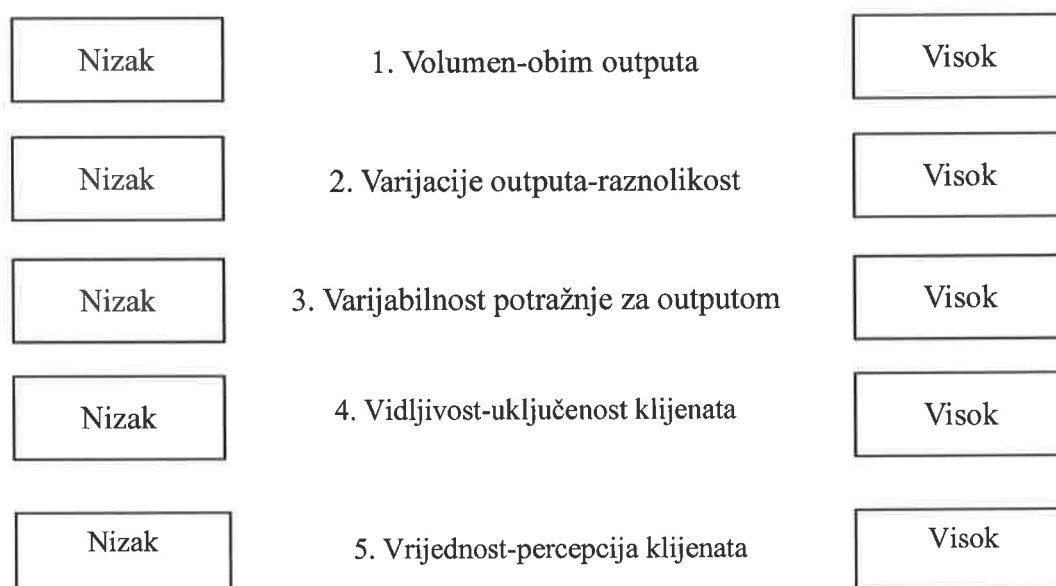 Nizak 1. Volumen-obim outputa Visok
Nizak 2. Varijacije outputa-raznolikost Visok
Nizak 3. Varijabilnost potražnje za outputom Visok
Nizak 4. Vidljivost-uključenost klijenata Visok
Nizak 5. Vrijednost-percepcija klijenata Visok